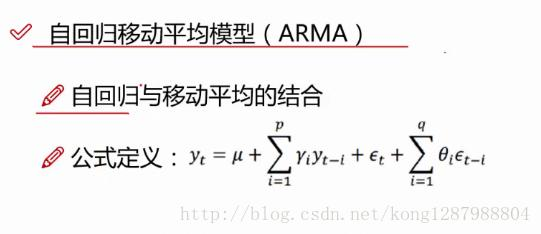 自回归移动平均模型（ARMA）
自回归与移动平均的结合
公式定义：$y_t = \mu + \sum_{i=1}^{p} \gamma_i y_{t-i} + \epsilon_t + \sum_{i=1}^{q} \theta_i \epsilon_{t-i}$
http://blog.csdn.net/kong1287988804